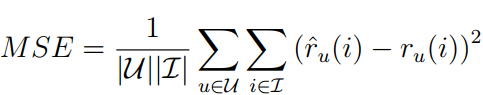 MSE = \frac{1}{|\mathcal{U}||\mathcal{I}|} \sum_{u \in \mathcal{U}} \sum_{i \in \mathcal{I}} (\hat{r}_u(i) - r_u(i))^2